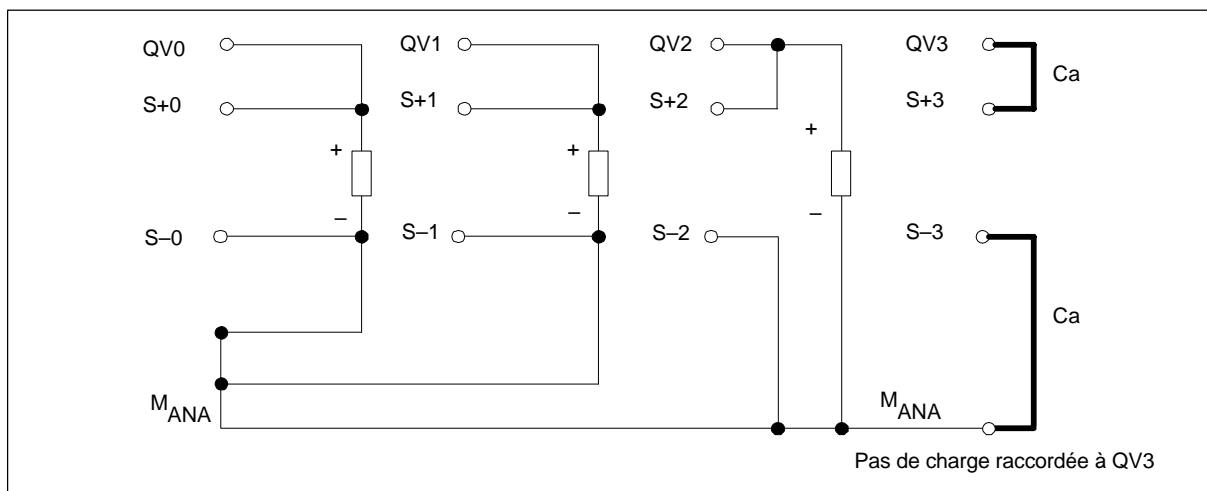 QV0 QV1 QV2 QV3
Ca
S+0 S+1 S+2 S+3
+ + +
– – –
S–0 S–1 S–2 S–3
Ca
MANA MANA
Pas de charge raccordée à QV3